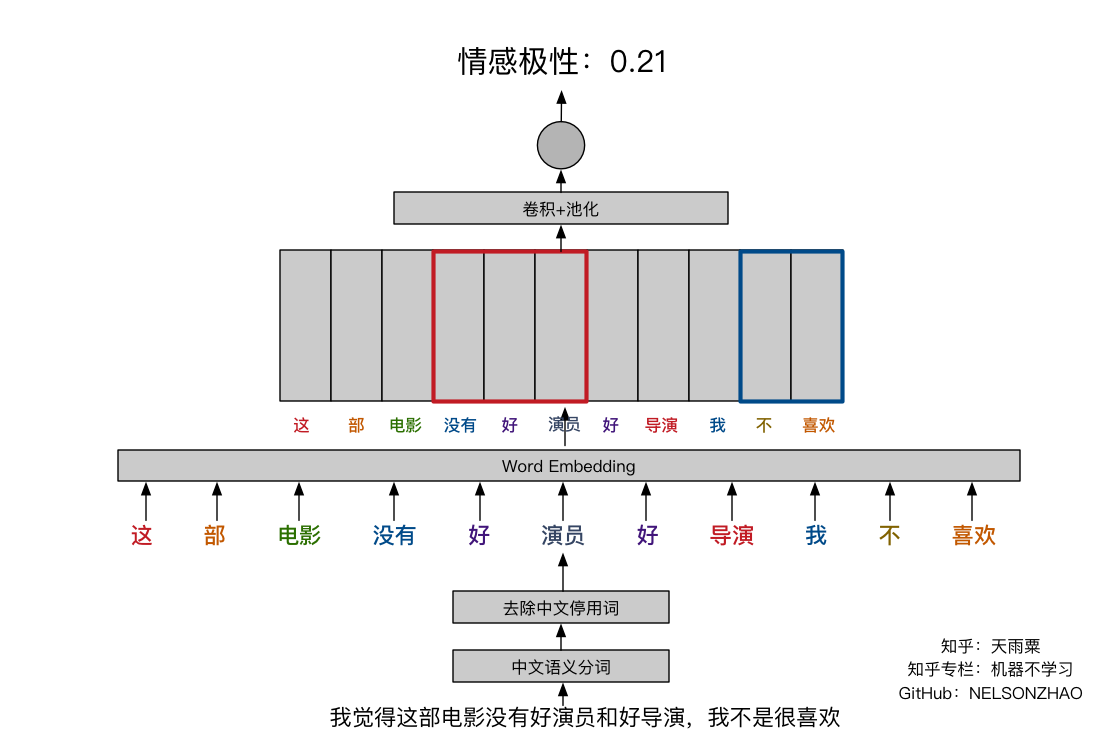 情感极性：0.21
卷积+池化
这 部 电影 没有 好 演员 好 导演 我 不 喜欢
Word Embedding
这 部 电影 没有 好 演员 好 导演 我 不 喜欢
去除中文停用词
中文语义分词
我觉得这部电影没有好演员和好导演，我不是很喜欢
知乎：天雨粟
知乎专栏：机器不学习
GitHub：NELSONZHAO